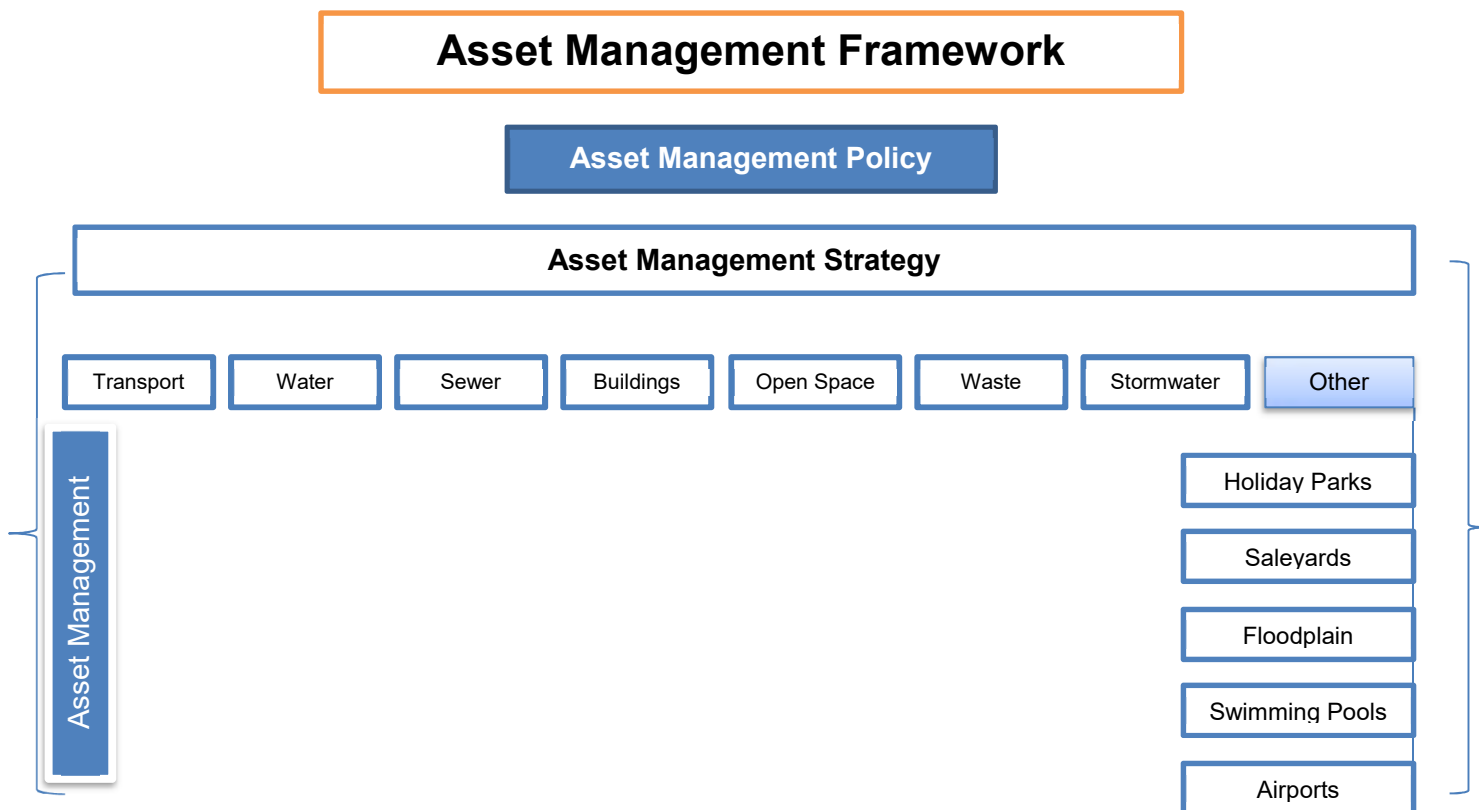 Asset Management Framework
Asset Management Policy
Asset Management Strategy
Transport
Water
Sewer
Buildings
Open Space
Waste
Stormwater
Other
Asset Management
Holiday Parks
Saleyards
Floodplain
Swimming Pools
Airports